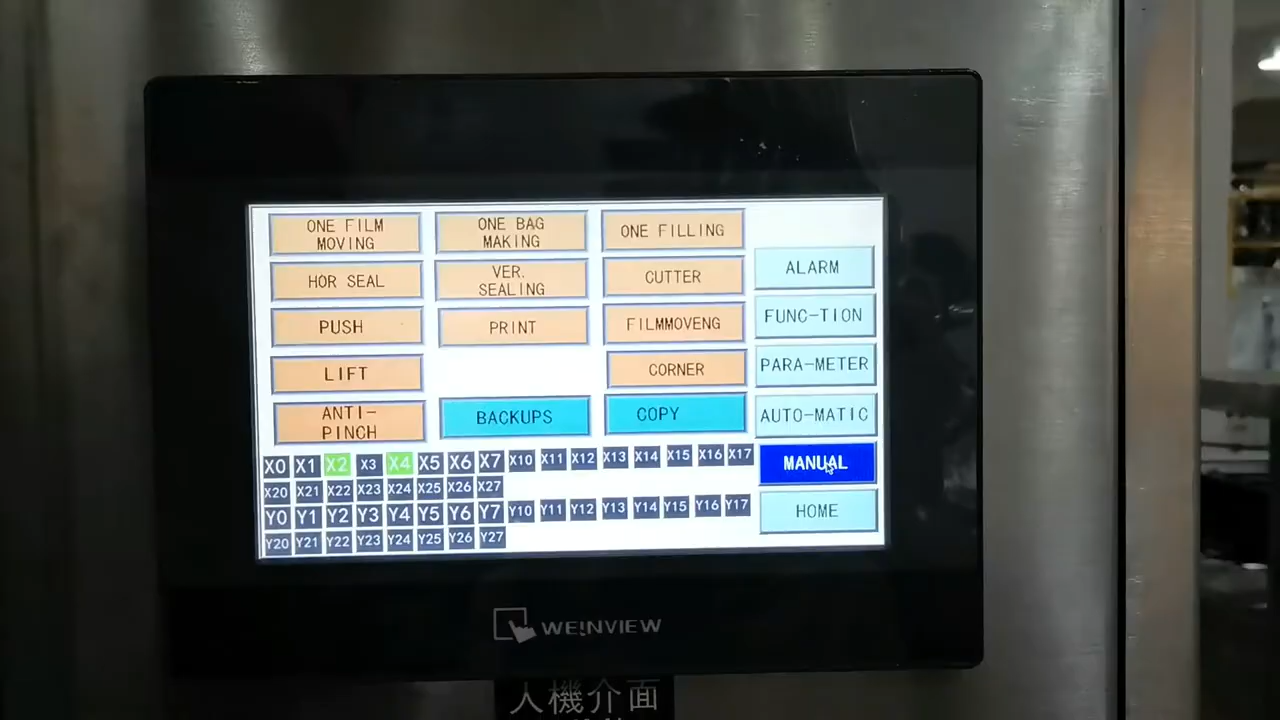 ONE FILM
MOVING
ONE BAG
MAKING
ONE FILLING
HOR SEAL
VER.
SEALING
CUTTER
ALARM
PUSH
PRINT
FILMMOVENG
FUNC-TION
LIFT
CORNER
PARA-METER
ANTI-
PINCH
BACKUPS
COPY
AUTO-MATIC
X0 X1 X2 X3 X4 X5 X6 X7 X10 X11 X12 X13 X14 X15 X16 X17
MANUAL
X20 X21 X22 X23 X24 X25 X26 X27
Y0 Y1 Y2 Y3 Y4 Y5 Y6 Y7 Y10 Y11 Y12 Y13 Y14 Y15 Y16 Y17
HOME
Y20 Y21 Y22 Y23 Y24 Y25 Y26 Y27
WEINVIEW
人機介面